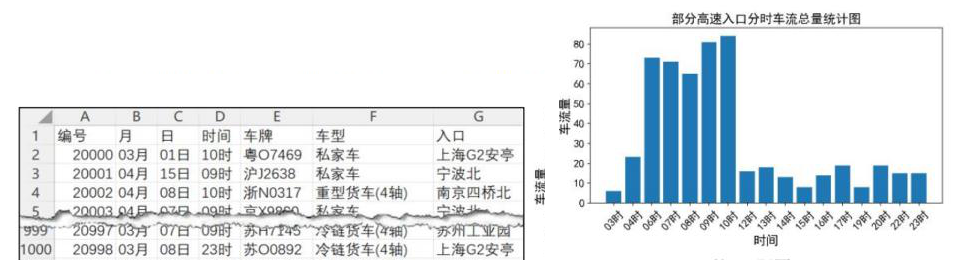 A B C D E F G
1 编号 月 日 时间 车牌 车型 入口
2 20000 03月 01日 10时 粤O7469 私家车 上海G2安亭
3 20001 04月 15日 09时 沪J2638 私家车 宁波北
4 20002 04月 08日 10时 浙N0317 重型货车(4轴) 南京四桥北
5 20003 04月 07日 09时 私家车 宁波北
999 20997 03月 07日 09时 苏H7145 冷链货车(4轴) 苏州工业园
1000 20998 03月 08日 23时 苏O0892 冷链货车(4轴) 上海G2安亭
部分高速入口分时车流总量统计图
车流量
车流量
80
70
60
50
40
30
20
10
0
03时 04时 06时 07时 08时 09时 10时 12时 13时 14时 15时 16时 17时 19时 20时 22时 23时
时间